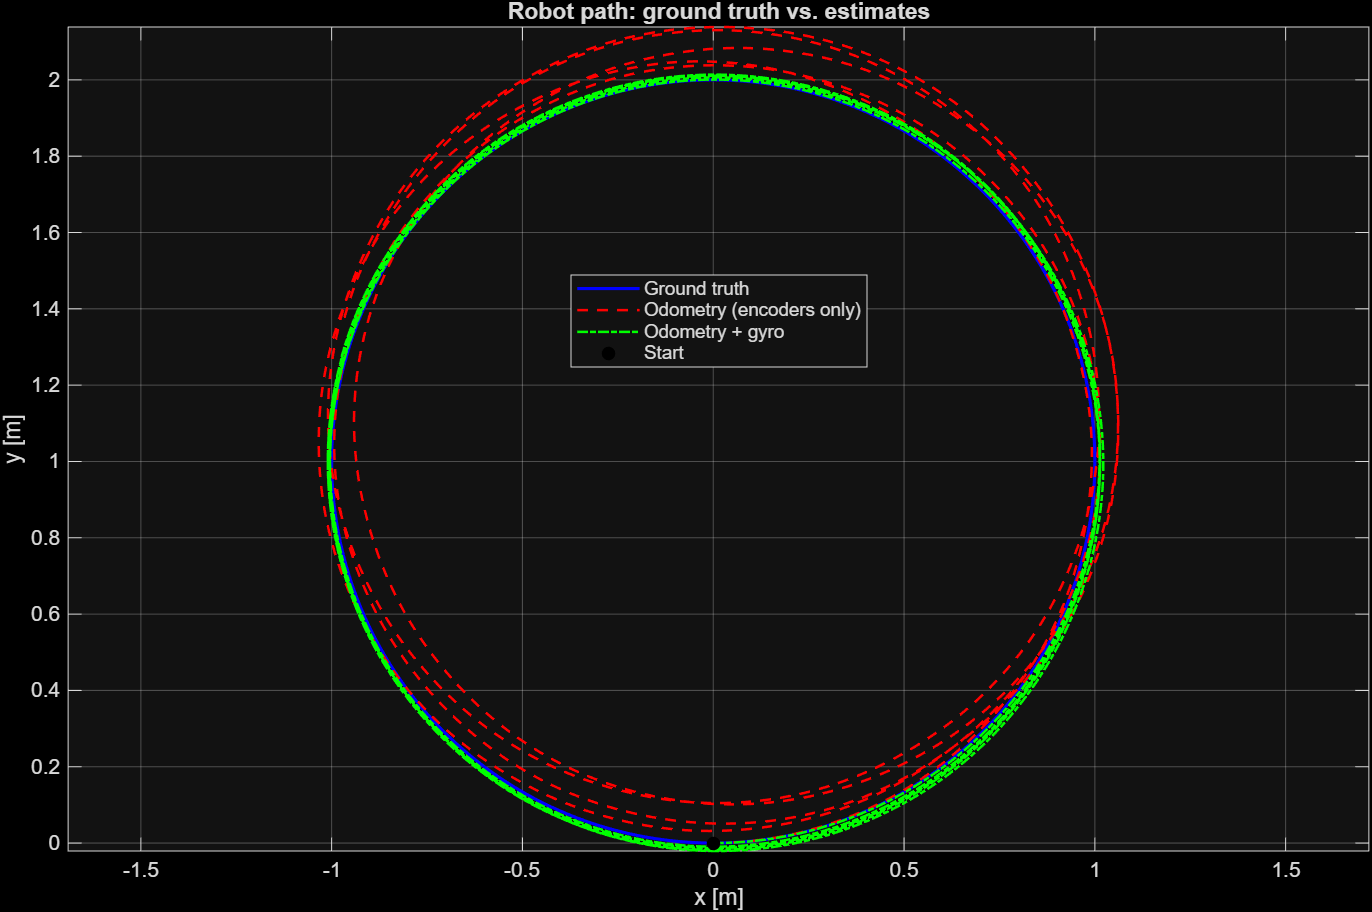 Robot path: ground truth vs. estimates
2
1.8
1.6
1.4
1.2
1
0.8
0.6
0.4
0.2
0
y [m]
Ground truth
Odometry (encoders only)
Odometry + gyro
Start
-1.5
-1
-0.5
0
0.5
1
1.5
x [m]